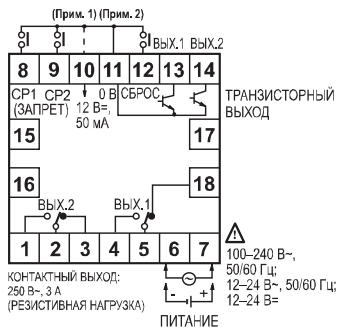 (Прим. 1) (Прим. 2)
ВЫХ.1 ВЫХ.2
8 9 10 11 12 13 14
CP1 CP2 0 В СБРОС
(ЗАПРЕТ) 12 В=,
50 мА
ТРАНЗИСТОРНЫЙ
ВЫХОД
15 17
16 18
ВЫХ.2 ВЫХ.1
1 2 3 4 5 6 7
КОНТАКТНЫЙ ВЫХОД:
250 В~, 3 А
(РЕЗИСТИВНАЯ НАГРУЗКА)
- +
ПИТАНИЕ
100–240 В~,
50/60 Гц;
12–24 В~, 50/60 Гц;
12–24 В=